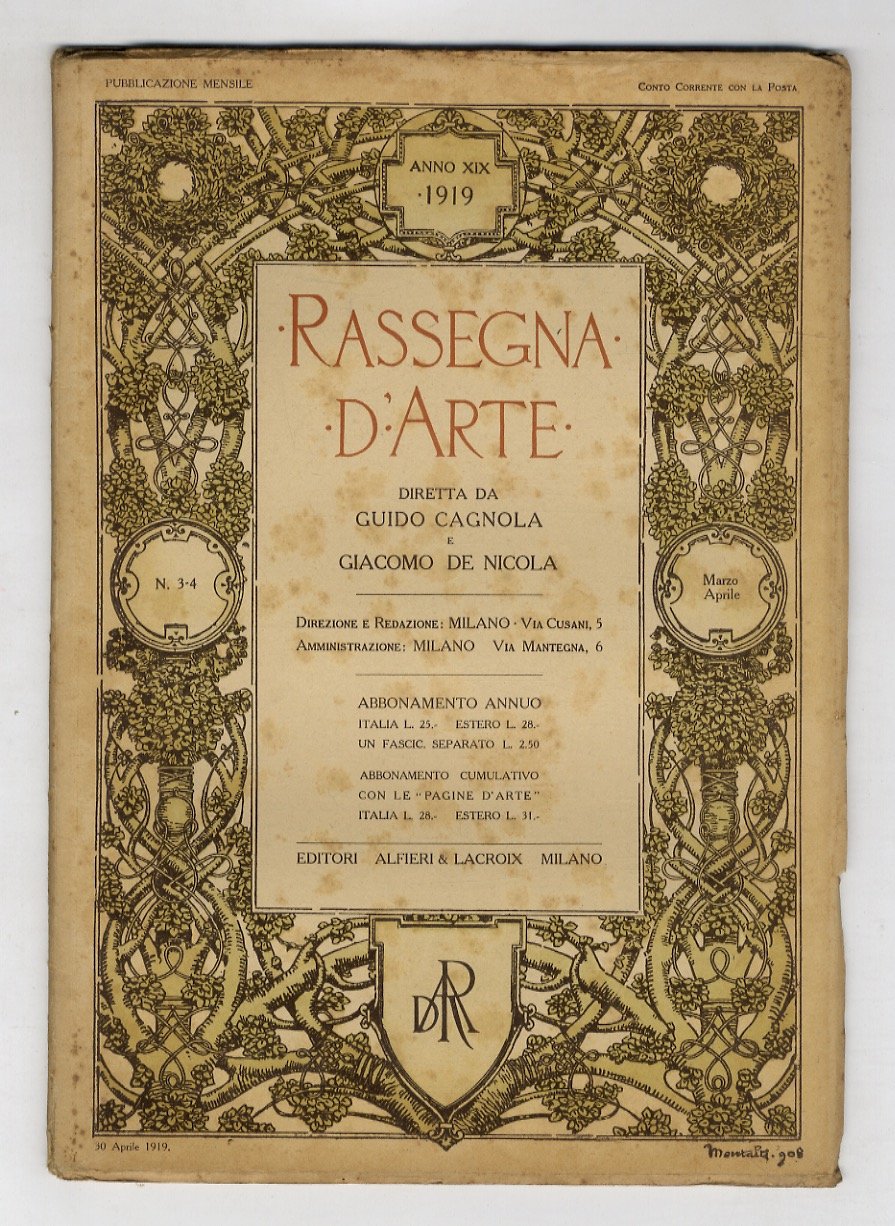 PUBBLICAZIONE MENSILE
CONTO CORRENTE CON LA POSTA
ANNO XIX
·1919
·RASSEGNA·
·D'ARTE·
DIRETTA DA
GUIDO CAGNOLA
E
GIACOMO DE NICOLA
N. 3-4
Marzo
Aprile
DIREZIONE E REDAZIONE: MILANO · VIA CUSANI, 5
AMMINISTRAZIONE: MILANO VIA MANTEGNA, 6
ABBONAMENTO ANNUO
ITALIA L. 25.- ESTERO L. 28.-
UN FASCIC. SEPARATO L. 2.50
ABBONAMENTO CUMULATIVO
CON LE "PAGINE D'ARTE"
ITALIA L. 28.- ESTERO L. 31.-
EDITORI ALFIERI & LACROIX MILANO
DAR
30 Aprile 1919.
908